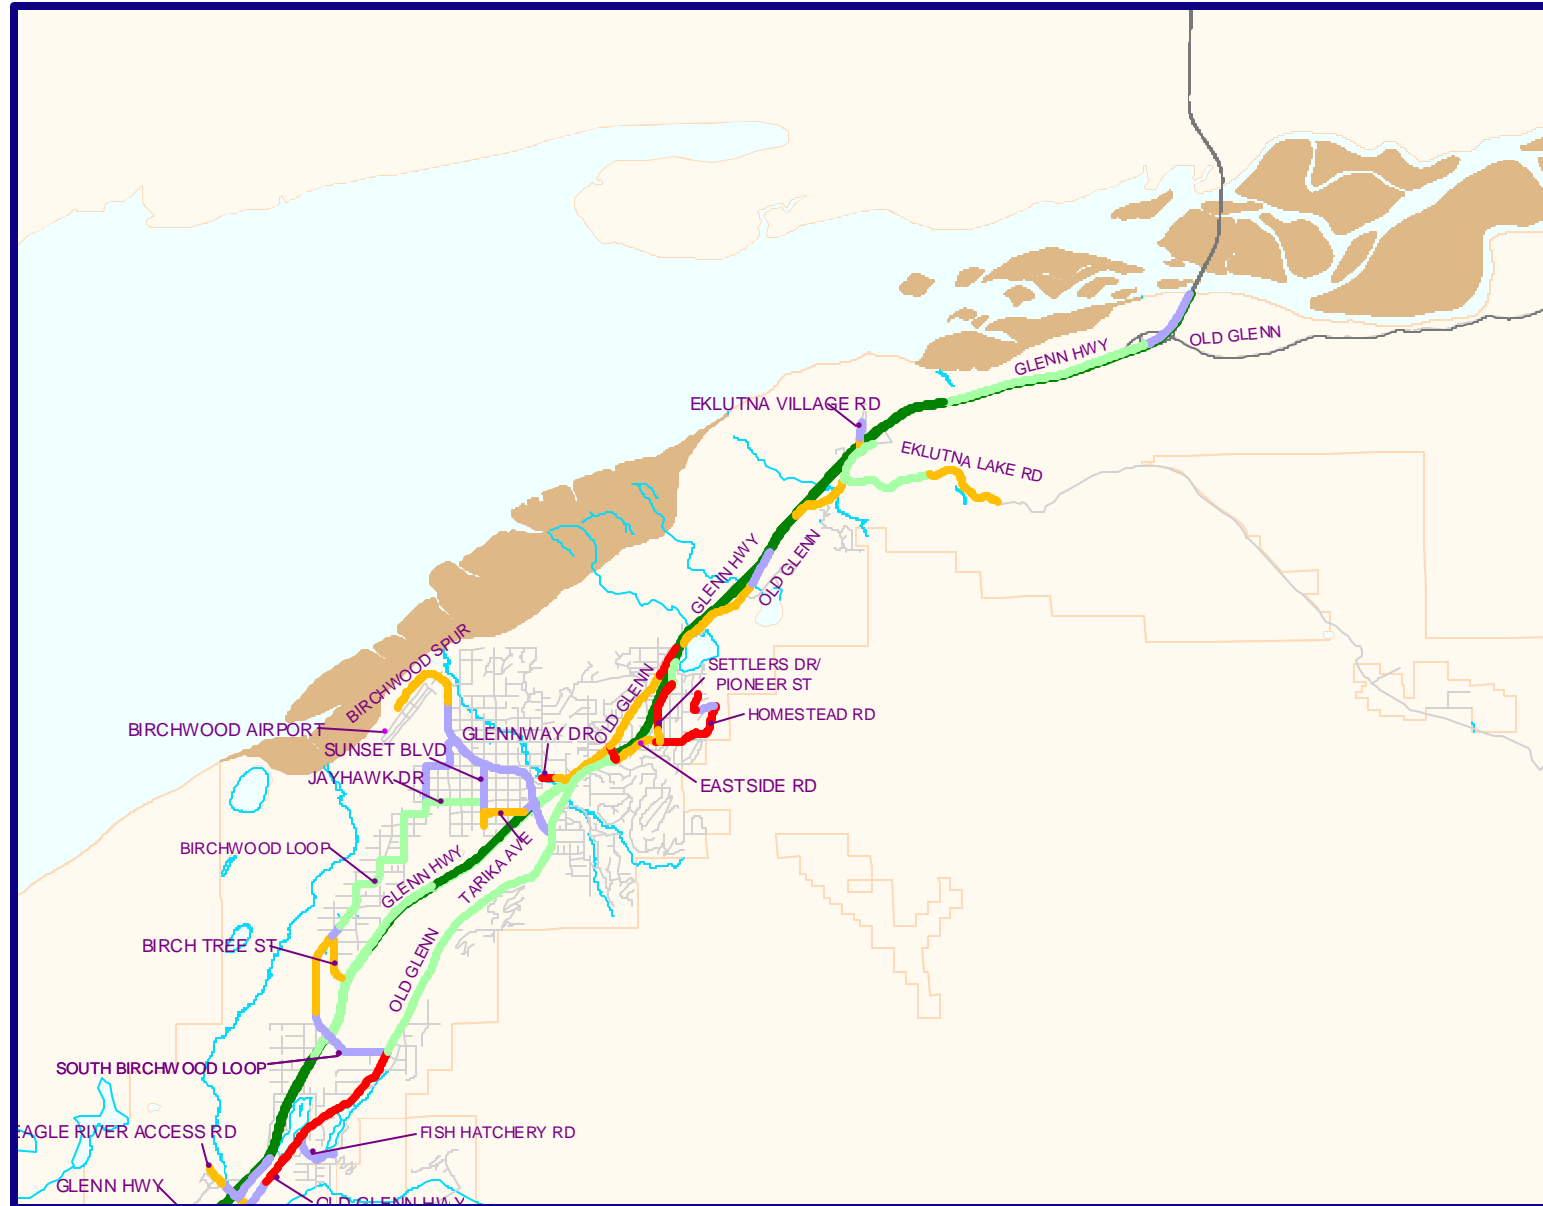 OLD GLENN
GLENN HWY
EKLUTNA VILLAGE RD
EKLUTNA LAKE RD
GLENN HWY
OLD GLENN
BIRCHWOOD SPUR
OLD GLENN
SETTLERS DR/
PIONEER ST
HOMESTEAD RD
BIRCHWOOD AIRPORT
GLENNWAY DR
SUNSET BLVD
JAYHAWK DR
EASTSIDE RD
BIRCHWOOD LOOP
GLENN HWY
TARIKA AVE
BIRCH TREE ST
OLD GLENN
SOUTH BIRCHWOOD LOOP
EAGLE RIVER ACCESS RD
FISH HATCHERY RD
GLENN HWY
OLD GLENN HWY